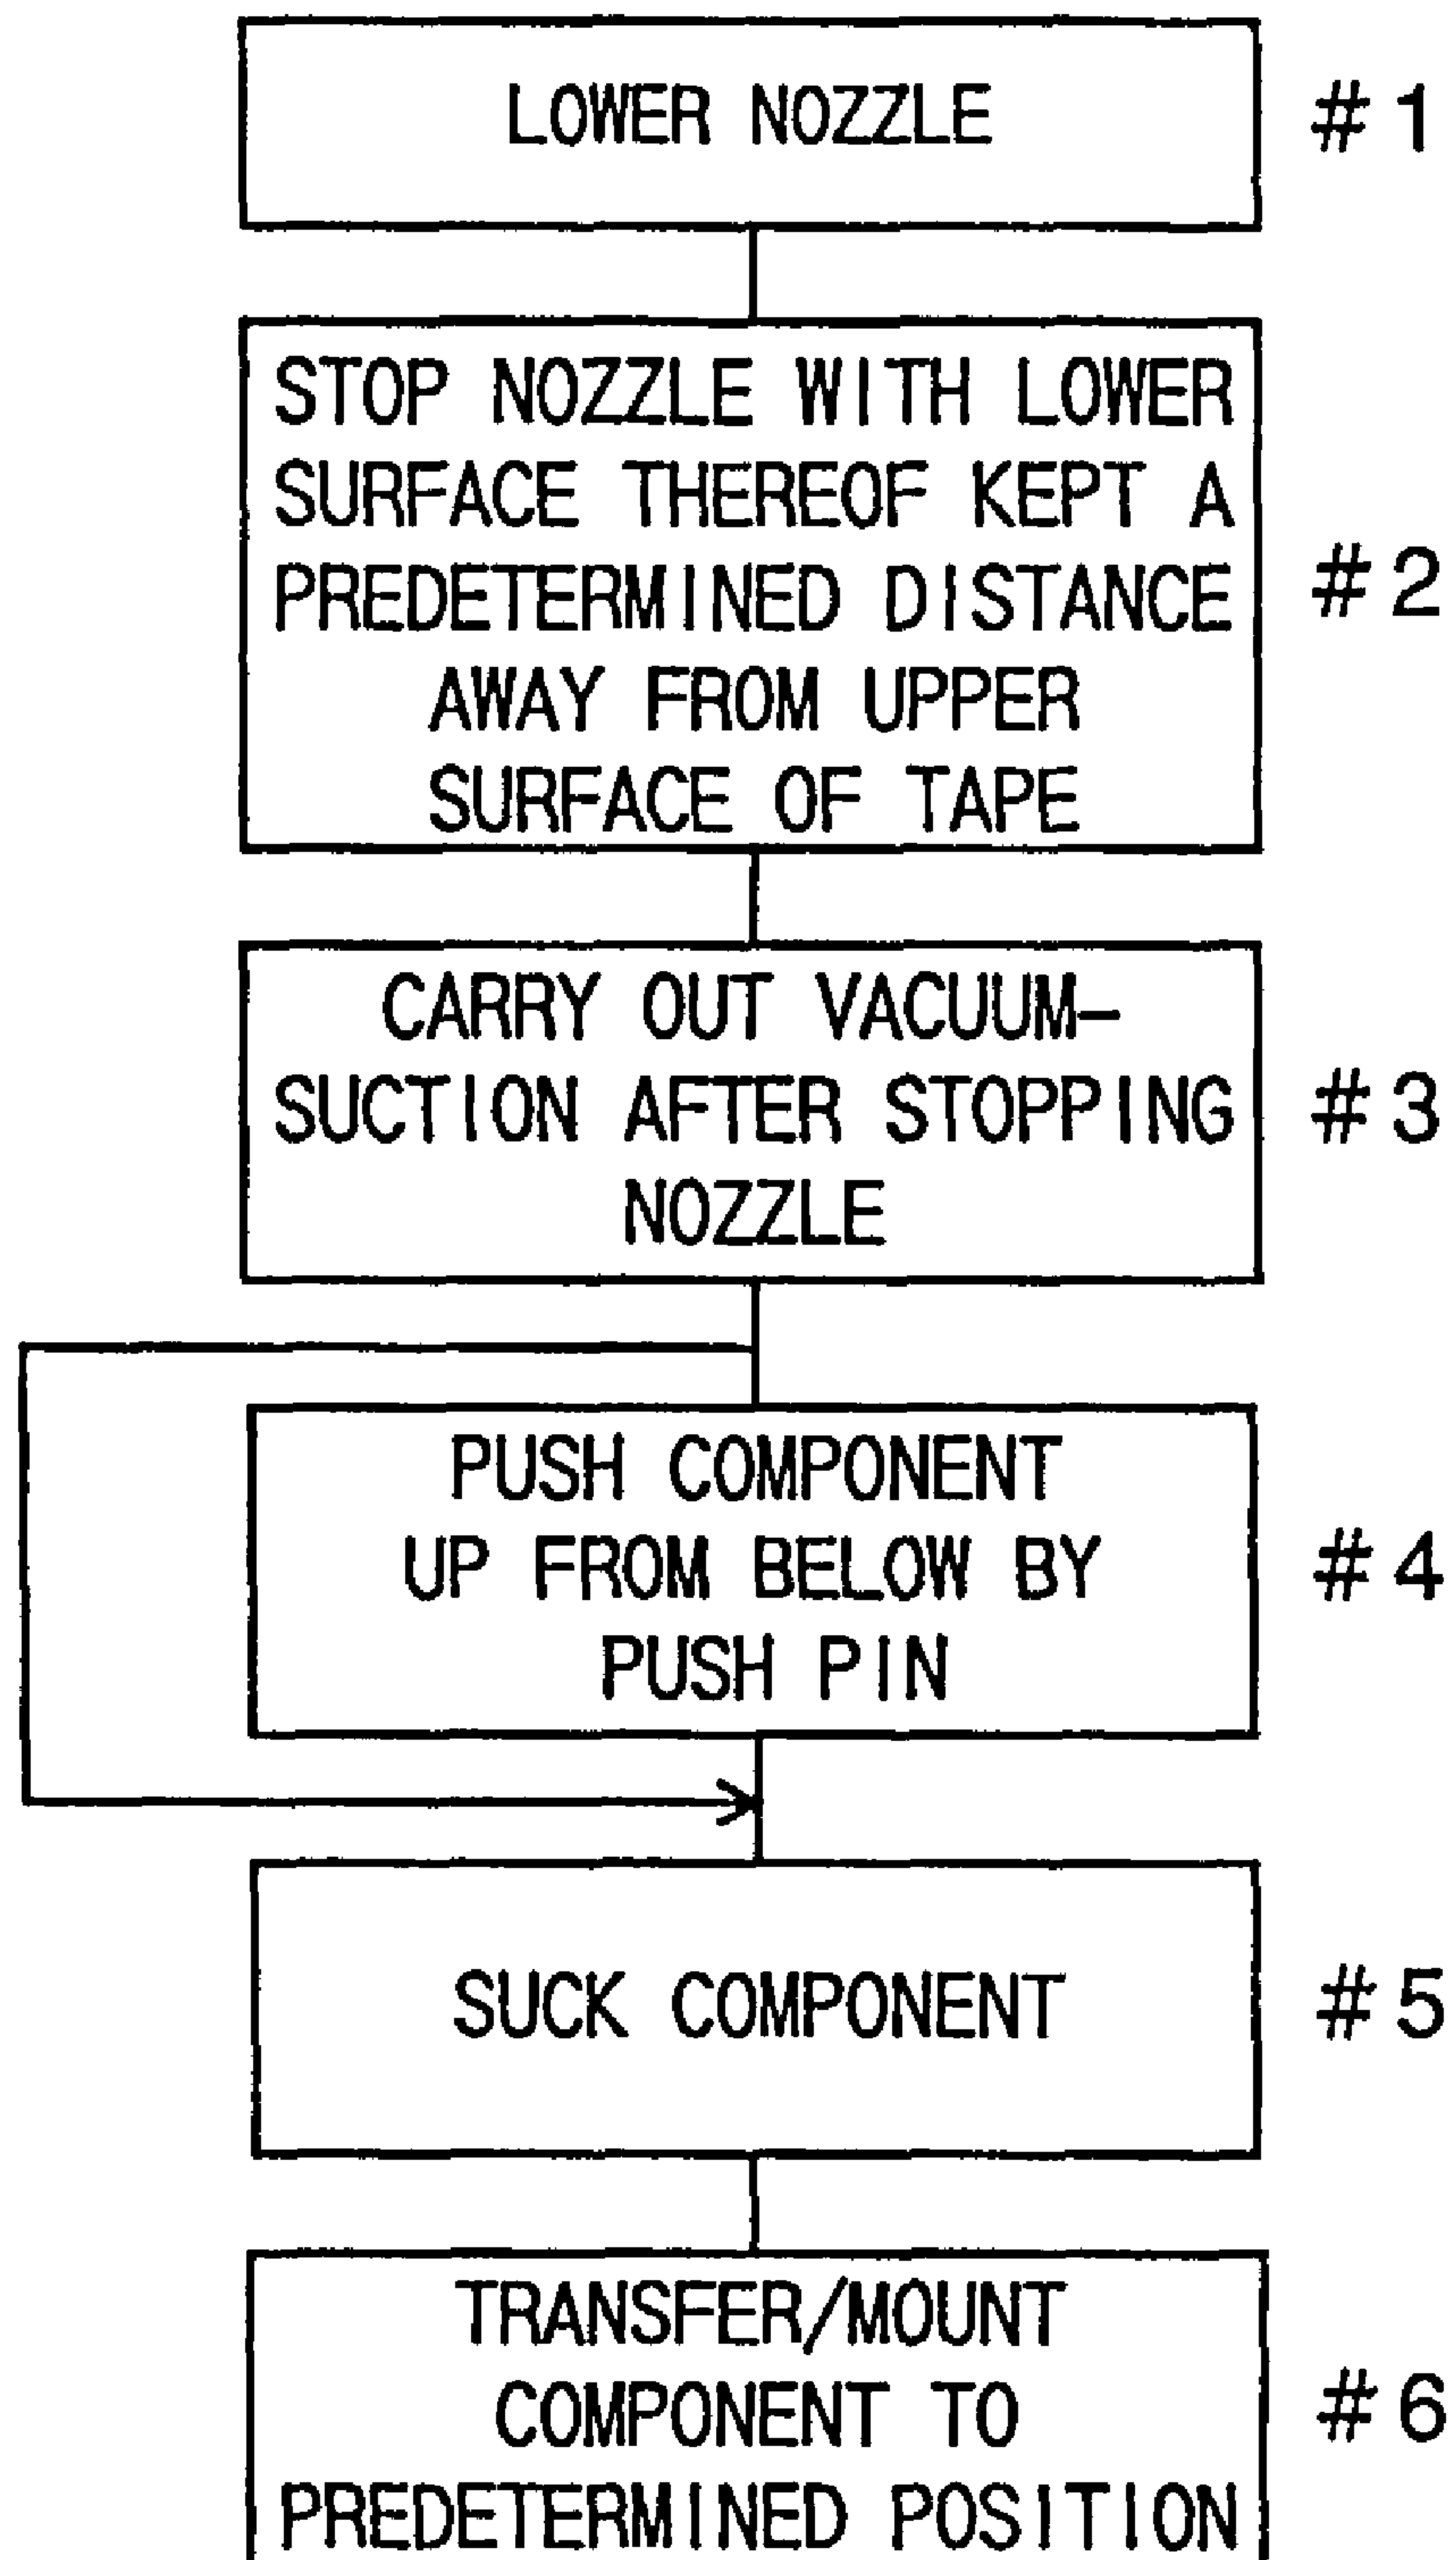 LOWER NOZZLE #1
STOP NOZZLE WITH LOWER
SURFACE THEREOF KEPT A
PREDETERMINED DISTANCE #2
AWAY FROM UPPER
SURFACE OF TAPE
CARRY OUT VACUUM-
SUCTION AFTER STOPPING #3
NOZZLE
PUSH COMPONENT
UP FROM BELOW BY #4
PUSH PIN
SUCK COMPONENT #5
TRANSFER/MOUNT
COMPONENT TO #6
PREDETERMINED POSITION